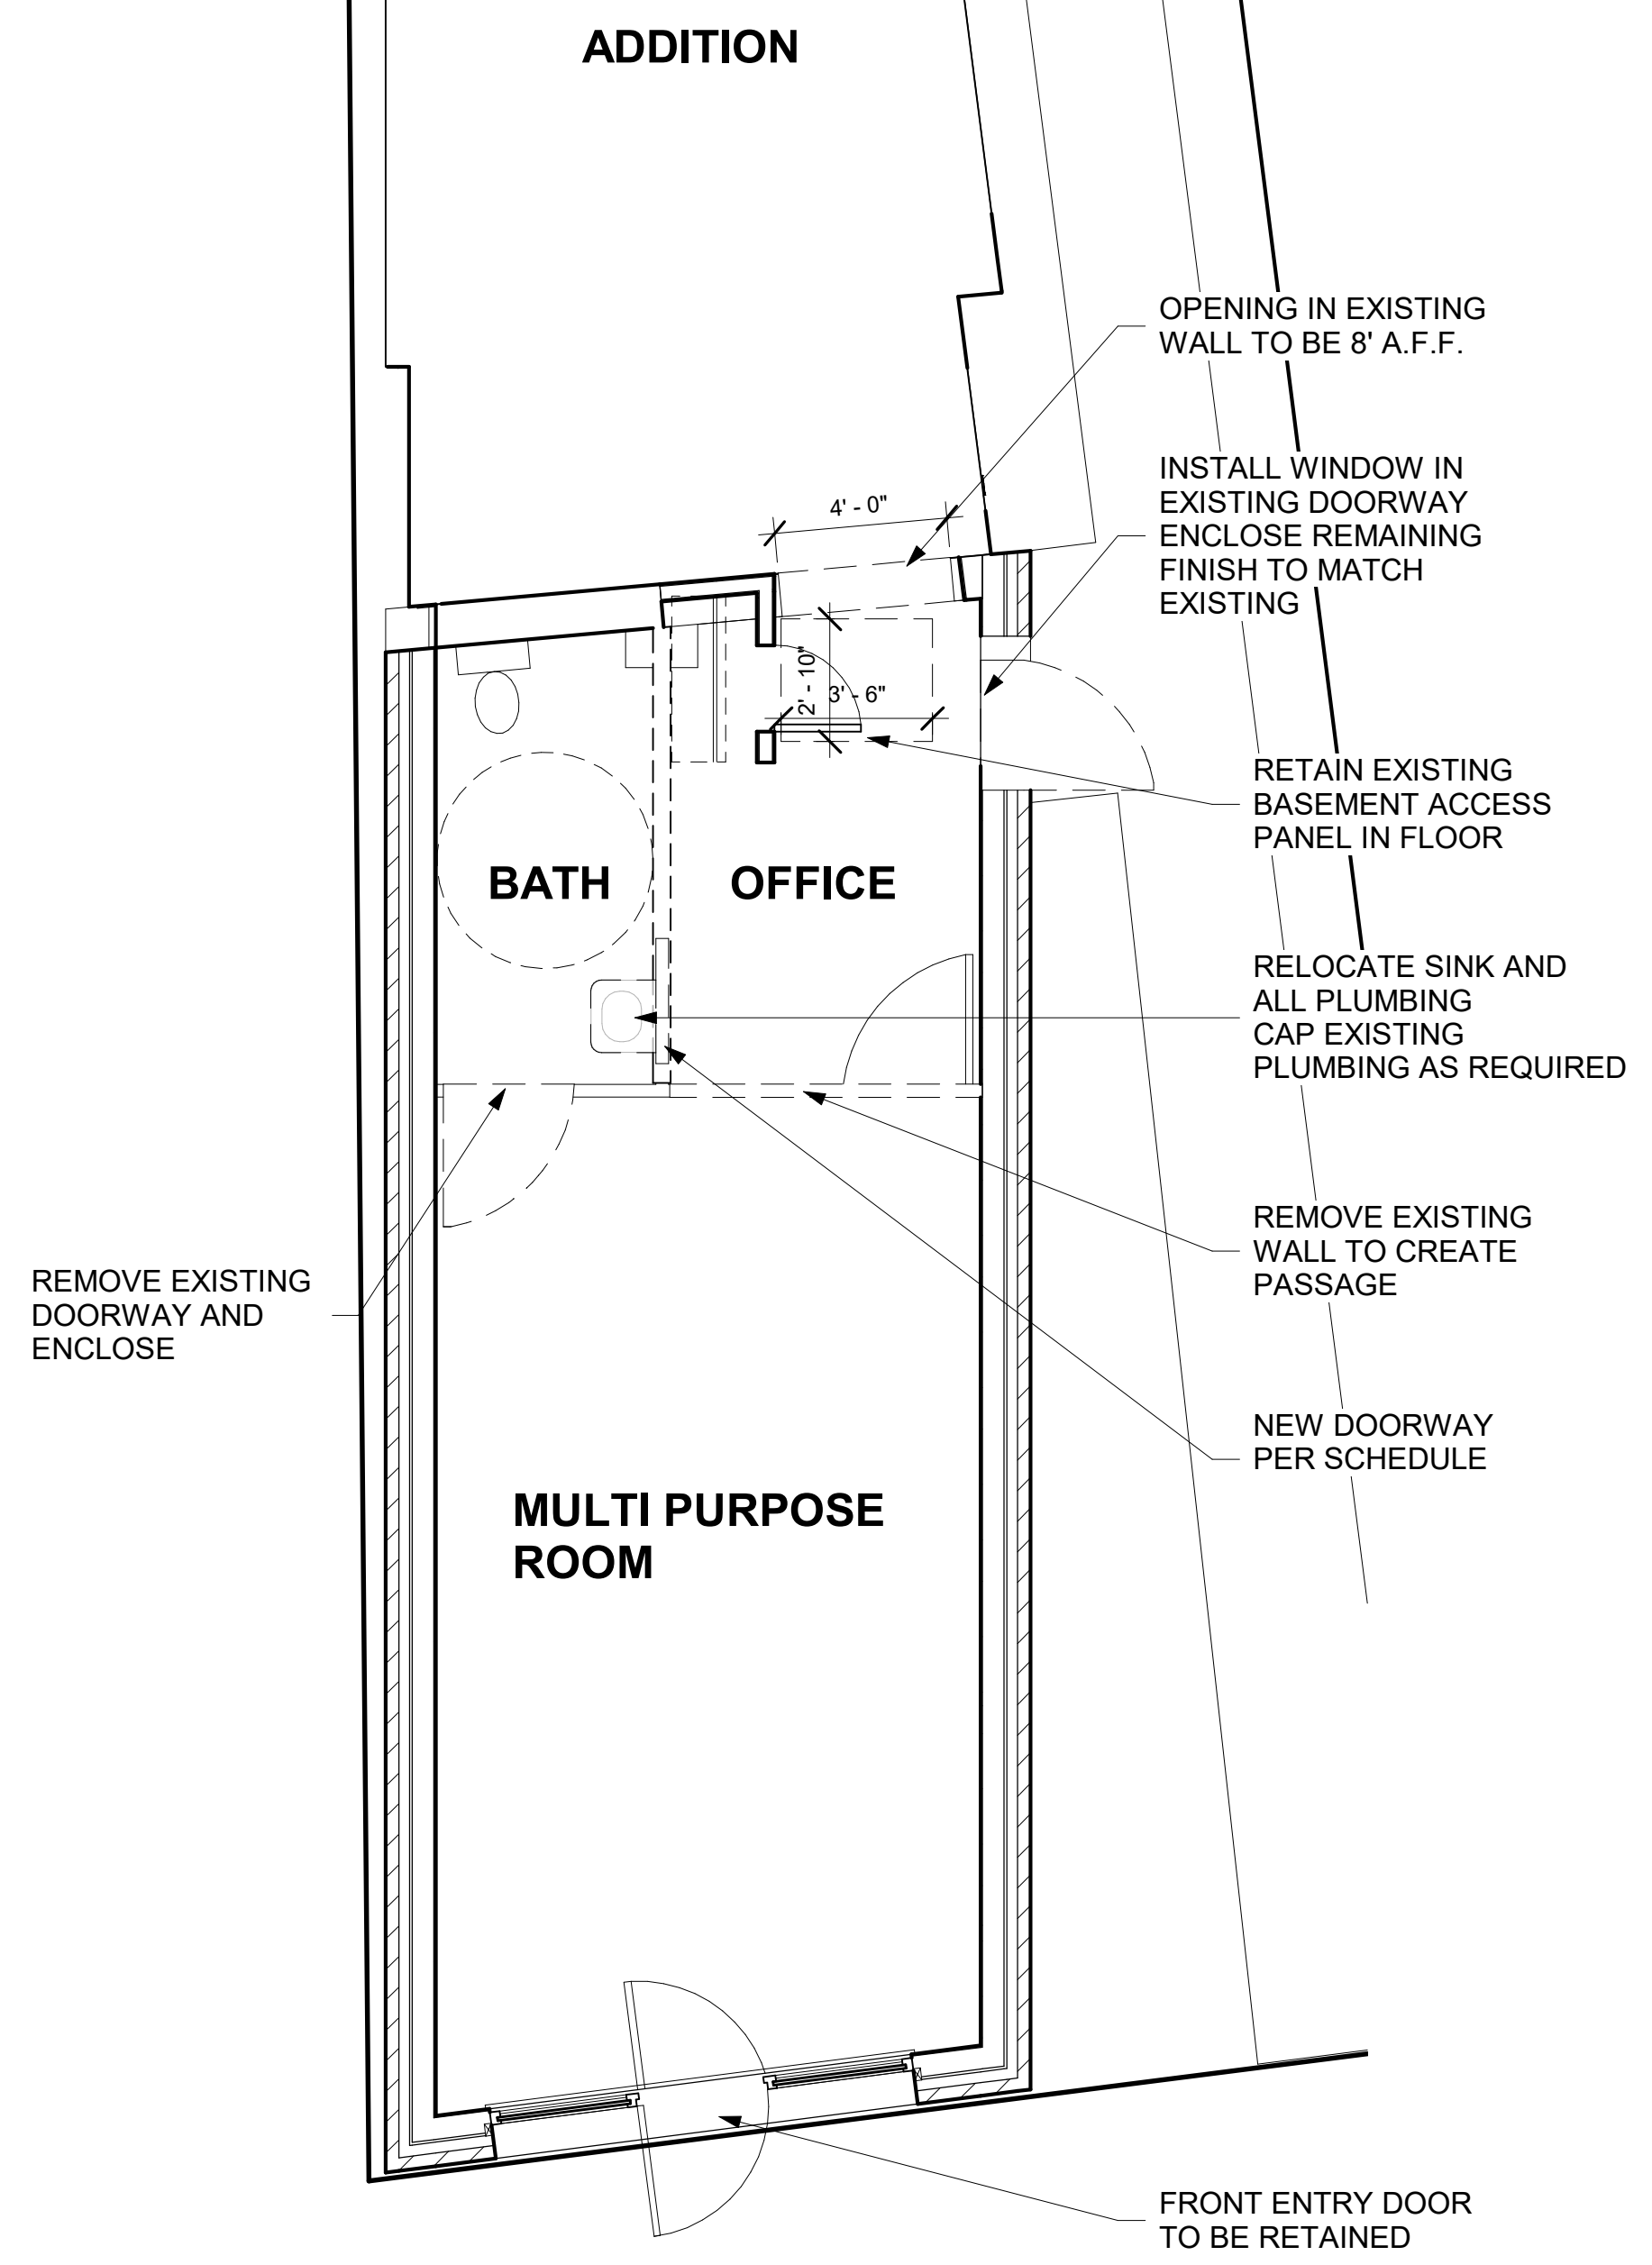 ADDITION
OPENING IN EXISTING
WALL TO BE 8' A.F.F.
INSTALL WINDOW IN
EXISTING DOORWAY
ENCLOSE REMAINING
FINISH TO MATCH
EXISTING
4' - 0"
2' - 10"
3' - 6"
RETAIN EXISTING
BASEMENT ACCESS
PANEL IN FLOOR
BATH
OFFICE
RELOCATE SINK AND
ALL PLUMBING
CAP EXISTING
PLUMBING AS REQUIRED
REMOVE EXISTING
WALL TO CREATE
PASSAGE
REMOVE EXISTING
DOORWAY AND
ENCLOSE
NEW DOORWAY
PER SCHEDULE
MULTI PURPOSE
ROOM
FRONT ENTRY DOOR
TO BE RETAINED